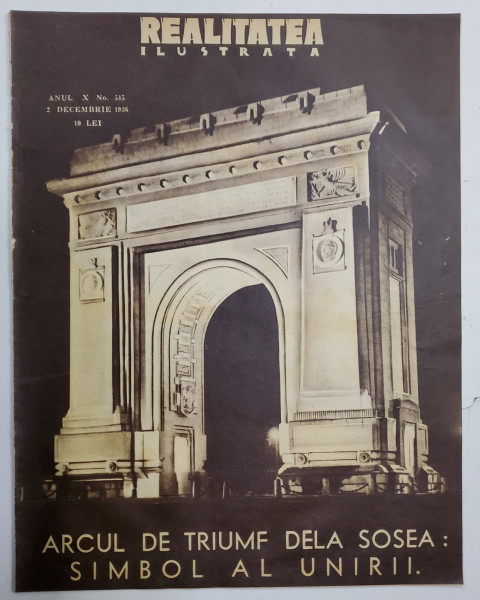 REALITATEA
ILUSTRATA
ANUL X No. 515
2 DECEMBRIE 1936
10 LEI
ARCUL DE TRIUMF DELA SOSEA:
SIMBOL AL UNIRII.